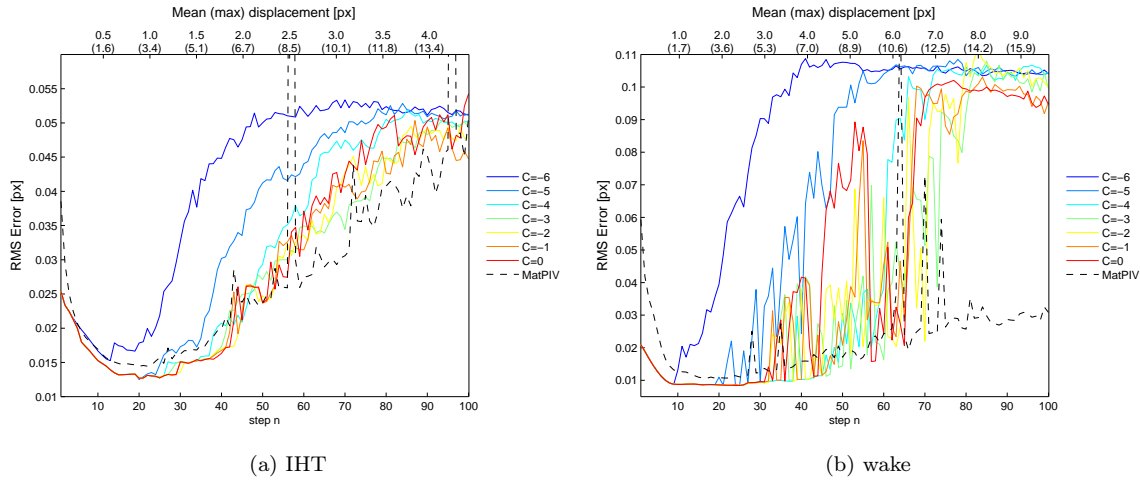 Mean (max) displacement [px]
0.5 1.0 1.5 2.0 2.5 3.0 3.5 4.0
(1.6) (3.4) (5.1) (6.7) (8.5) (10.1) (11.8) (13.4)
0.055
0.05
0.045
0.04
0.035
0.03
0.025
0.02
0.015
0.01
RMS Error [px]
10 20 30 40 50 60 70 80 90 100
step n
C=−6
C=−5
C=−4
C=−3
C=−2
C=−1
C=0
MatPIV
(a) IHT
Mean (max) displacement [px]
1.0 2.0 3.0 4.0 5.0 6.0 7.0 8.0 9.0
(1.7) (3.6) (5.3) (7.0) (8.9) (10.6) (12.5) (14.2) (15.9)
0.11
0.1
0.09
0.08
0.07
0.06
0.05
0.04
0.03
0.02
0.01
RMS Error [px]
10 20 30 40 50 60 70 80 90 100
step n
C=−6
C=−5
C=−4
C=−3
C=−2
C=−1
C=0
MatPIV
(b) wake